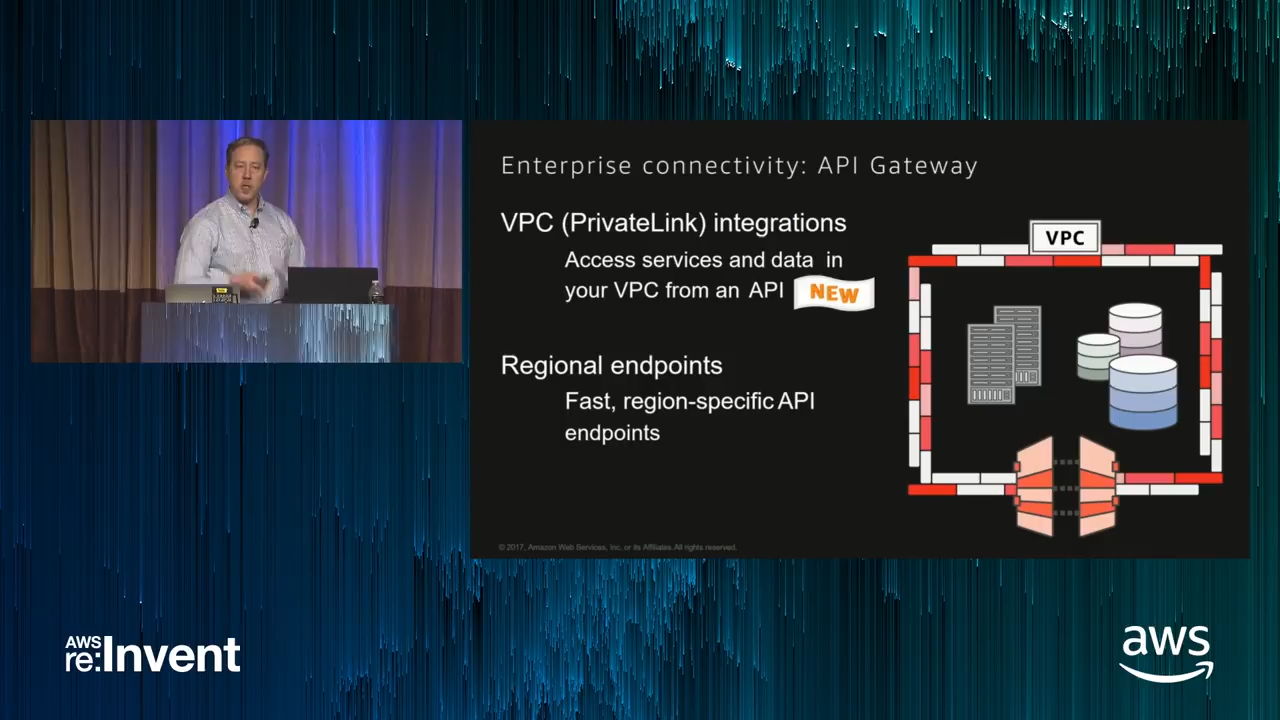 Enterprise connectivity: API Gateway
VPC (PrivateLink) integrations
Access services and data in
your VPC from an API
NEW
Regional endpoints
Fast, region-specific API
endpoints
VPC
© 2017, Amazon Web Services, Inc. or its Affiliates. All rights reserved.
AWS
re:Invent
aws